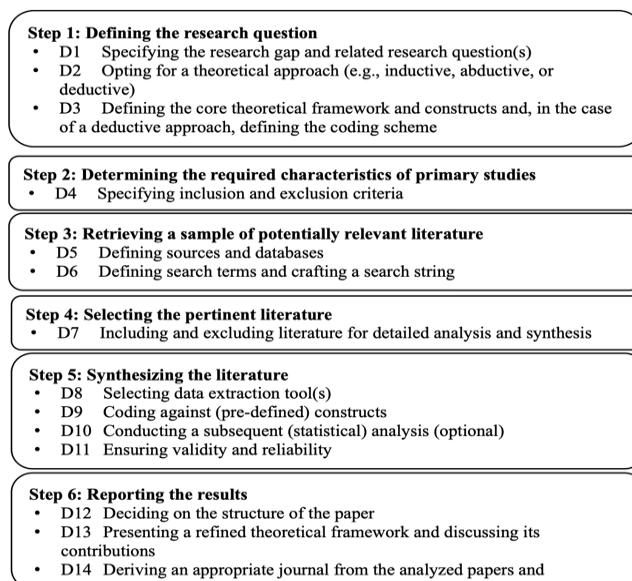 Step 1: Defining the research question
• D1 Specifying the research gap and related research question(s)
• D2 Opting for a theoretical approach (e.g., inductive, abductive, or
deductive)
• D3 Defining the core theoretical framework and constructs and, in the case
of a deductive approach, defining the coding scheme
Step 2: Determining the required characteristics of primary studies
• D4 Specifying inclusion and exclusion criteria
Step 3: Retrieving a sample of potentially relevant literature
• D5 Defining sources and databases
• D6 Defining search terms and crafting a search string
Step 4: Selecting the pertinent literature
• D7 Including and excluding literature for detailed analysis and synthesis
Step 5: Synthesizing the literature
• D8 Selecting data extraction tool(s)
• D9 Coding against (pre-defined) constructs
• D10 Conducting a subsequent (statistical) analysis (optional)
• D11 Ensuring validity and reliability
Step 6: Reporting the results
• D12 Deciding on the structure of the paper
• D13 Presenting a refined theoretical framework and discussing its
contributions
• D14 Deriving an appropriate journal from the analyzed papers and